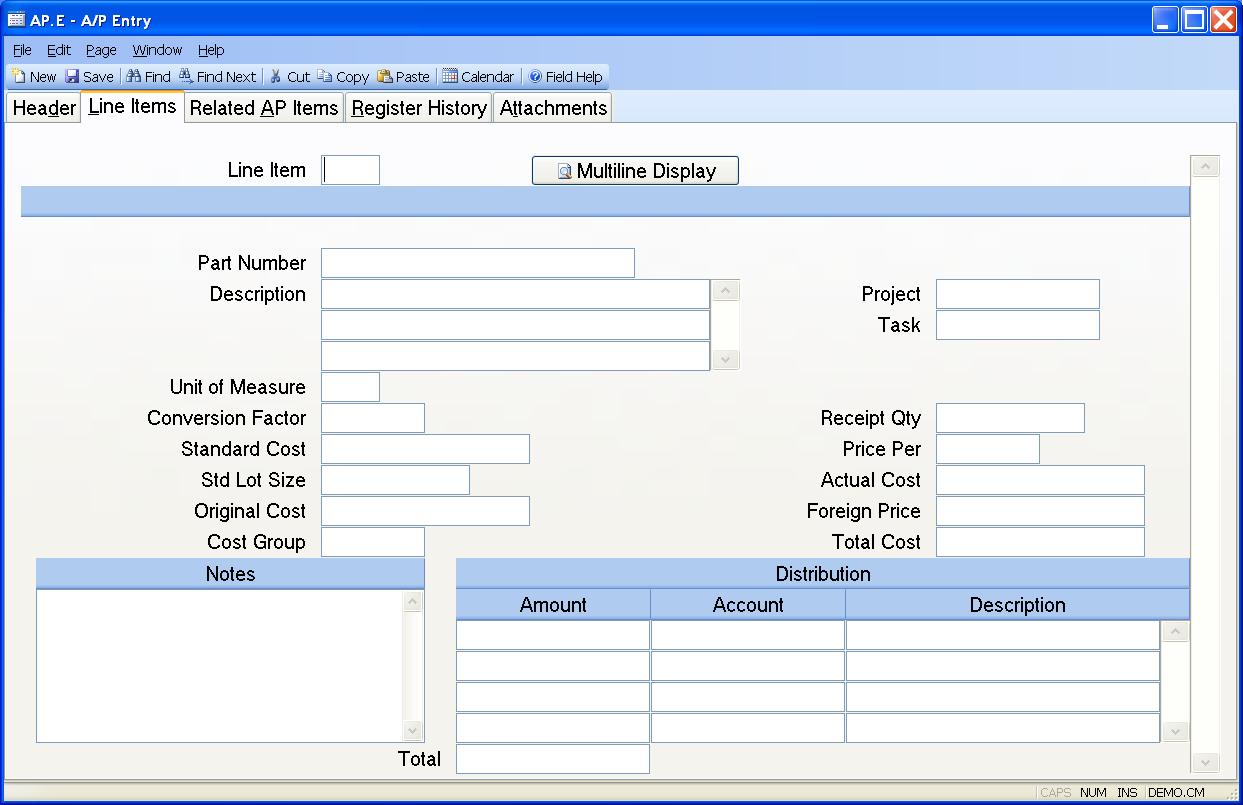 AP.E - A/P Entry
File Edit Page Window Help
New Save Find Find Next Cut Copy Paste Calendar Field Help
Header Line Items Related AP Items Register History Attachments
Line Item Multiline Display
Part Number
Description Project
Task
Unit of Measure
Conversion Factor Receipt Qty
Standard Cost Price Per
Std Lot Size Actual Cost
Original Cost Foreign Price
Cost Group Total Cost
Notes Distribution
Amount Account Description
Total
CAPS NUM INS DEMO.CM